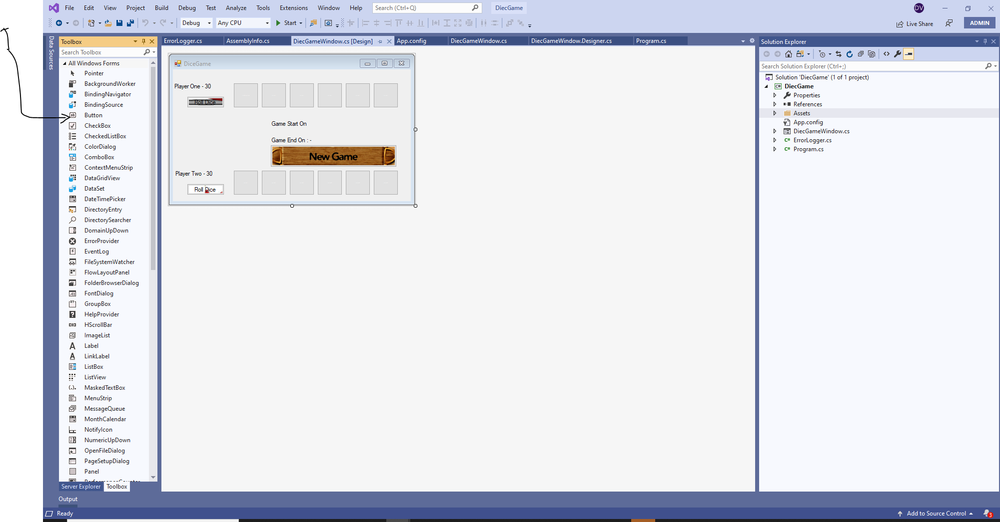 File Edit View Project Build Debug Test Analyze Tools Extensions Window Help Search (Ctrl+Q) DiecGame DV
Debug Any CPU Start Live Share ADMIN
Data Sources
Toolbox
Search Toolbox
All Windows Forms
Pointer
BackgroundWorker
BindingNavigator
BindingSource
Button
CheckBox
CheckedListBox
ColorDialog
ComboBox
ContextMenuStrip
DataGridView
DataSet
DateTimePicker
DirectoryEntry
DirectorySearcher
DomainUpDown
ErrorProvider
EventLog
FileSystemWatcher
FlowLayoutPanel
FolderBrowserDialog
FontDialog
GroupBox
HelpProvider
HScrollBar
ImageList
Label
LinkLabel
ListBox
ListView
MaskedTextBox
MenuStrip
MessageQueue
MonthCalendar
NotifyIcon
NumericUpDown
OpenFileDialog
PageSetupDialog
Panel
PerformanceCounter
Server Explorer Toolbox
ErrorLogger.cs AssemblyInfo.cs DiecGameWindow.cs [Design] App.config DiecGameWindow.cs DiecGameWindow.Designer.cs Program.cs
DiceGame
Player One - 30
Roll Dice
Game Start On
Game End On : -
New Game
Player Two - 30
Roll Dice
Solution Explorer
Search Solution Explorer (Ctrl+;)
Solution 'DiecGame' (1 of 1 project)
DiecGame
Properties
References
Assets
App.config
DiecGameWindow.cs
ErrorLogger.cs
Program.cs
Output
Ready Add to Source Control 3